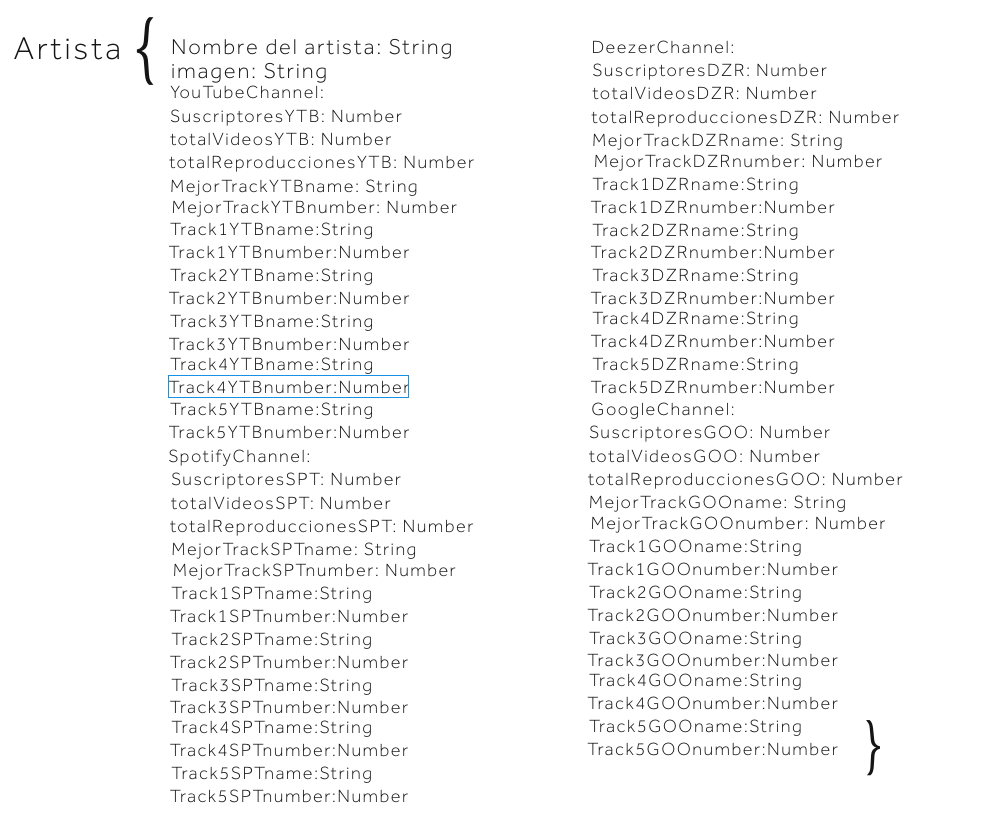 Artista {
Nombre del artista: String
imagen: String
YouTubeChannel:
SuscriptoresYTB: Number
totalVideosYTB: Number
totalReproduccionesYTB: Number
MejorTrackYTBname: String
MejorTrackYTBnumber: Number
Track1YTBname:String
Track1YTBnumber:Number
Track2YTBname:String
Track2YTBnumber:Number
Track3YTBname:String
Track3YTBnumber:Number
Track4YTBname:String
Track4YTBnumber:Number
Track5YTBname:String
Track5YTBnumber:Number
SpotifyChannel:
SuscriptoresSPT: Number
totalVideosSPT: Number
totalReproduccionesSPT: Number
MejorTrackSPTname: String
MejorTrackSPTnumber: Number
Track1SPTname:String
Track1SPTnumber:Number
Track2SPTname:String
Track2SPTnumber:Number
Track3SPTname:String
Track3SPTnumber:Number
Track4SPTname:String
Track4SPTnumber:Number
Track5SPTname:String
Track5SPTnumber:Number
DeezerChannel:
SuscriptoresDZR: Number
totalVideosDZR: Number
totalReproduccionesDZR: Number
MejorTrackDZRname: String
MejorTrackDZRnumber: Number
Track1DZRname:String
Track1DZRnumber:Number
Track2DZRname:String
Track2DZRnumber:Number
Track3DZRname:String
Track3DZRnumber:Number
Track4DZRname:String
Track4DZRnumber:Number
Track5DZRname:String
Track5DZRnumber:Number
GoogleChannel:
SuscriptoresGOO: Number
totalVideosGOO: Number
totalReproduccionesGOO: Number
MejorTrackGOOname: String
MejorTrackGOOnumber: Number
Track1GOOname:String
Track1GOOnumber:Number
Track2GOOname:String
Track2GOOnumber:Number
Track3GOOname:String
Track3GOOnumber:Number
Track4GOOname:String
Track4GOOnumber:Number
Track5GOOname:String
Track5GOOnumber:Number
}